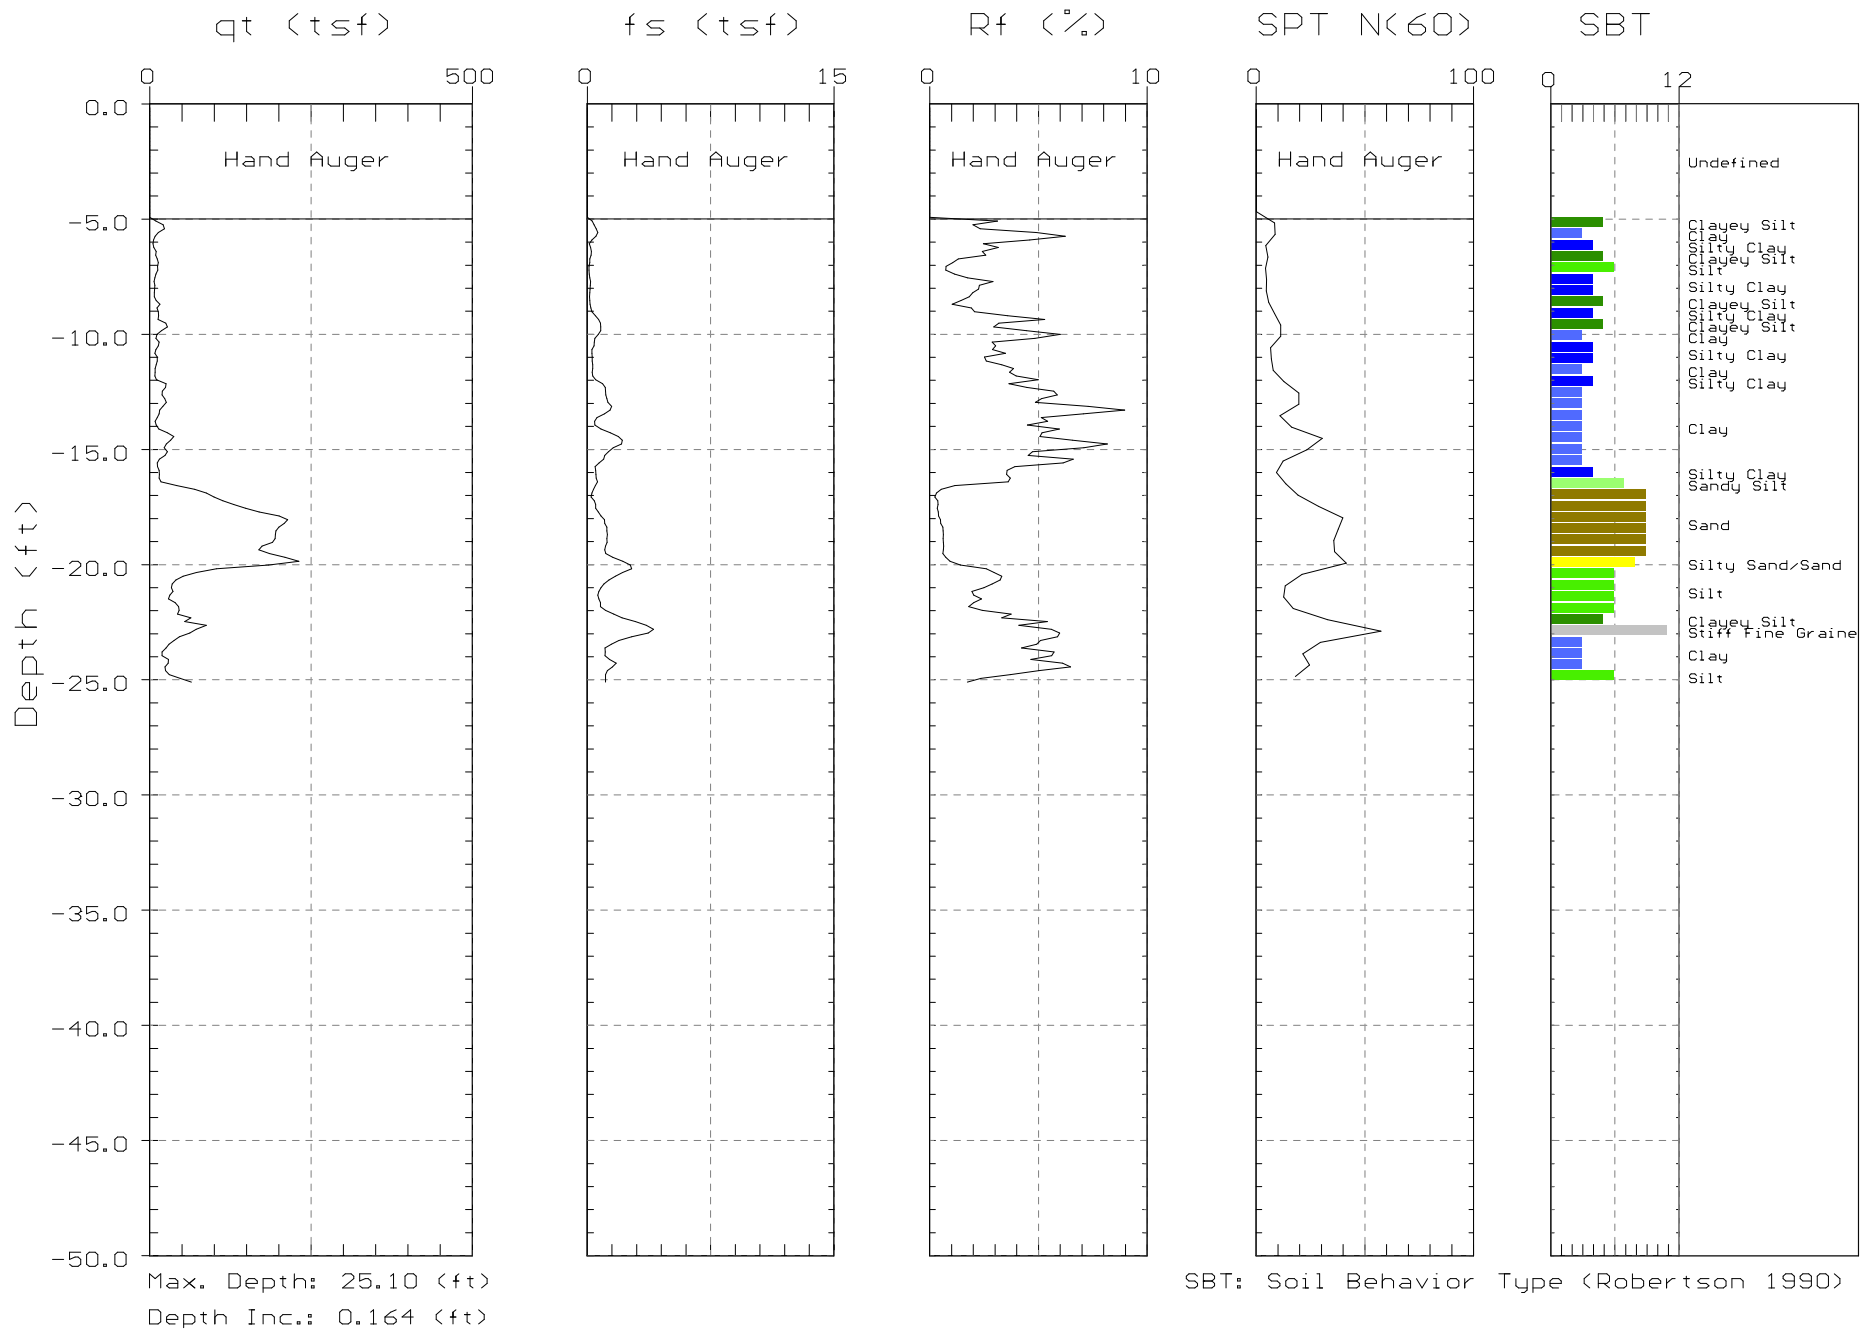 qt (tsf) fs (tsf) Rf (%) SPT N(60) SBT
0 500 0 15 0 10 0 100 0 12
0.0
Hand Auger Hand Auger Hand Auger Hand Auger Undefined
-5.0
Clayey Silt
Clay
Silty Clay
Clayey Silt
Silt
Silty Clay
Clayey Silt
Silty Clay
Clayey Silt
-10.0
Clay
Silty Clay
Clay
Silty Clay
Clay
-15.0
Silty Clay
Sandy Silt
Sand
-20.0 Silty Sand/Sand
Silt
Clayey Silt
Stiff Fine Graine
Clay
-25.0 Silt
Depth (ft)
-30.0
-35.0
-40.0
-45.0
-50.0
Max. Depth: 25.10 (ft) SBT: Soil Behavior Type (Robertson 1990)
Depth Inc.: 0.164 (ft)